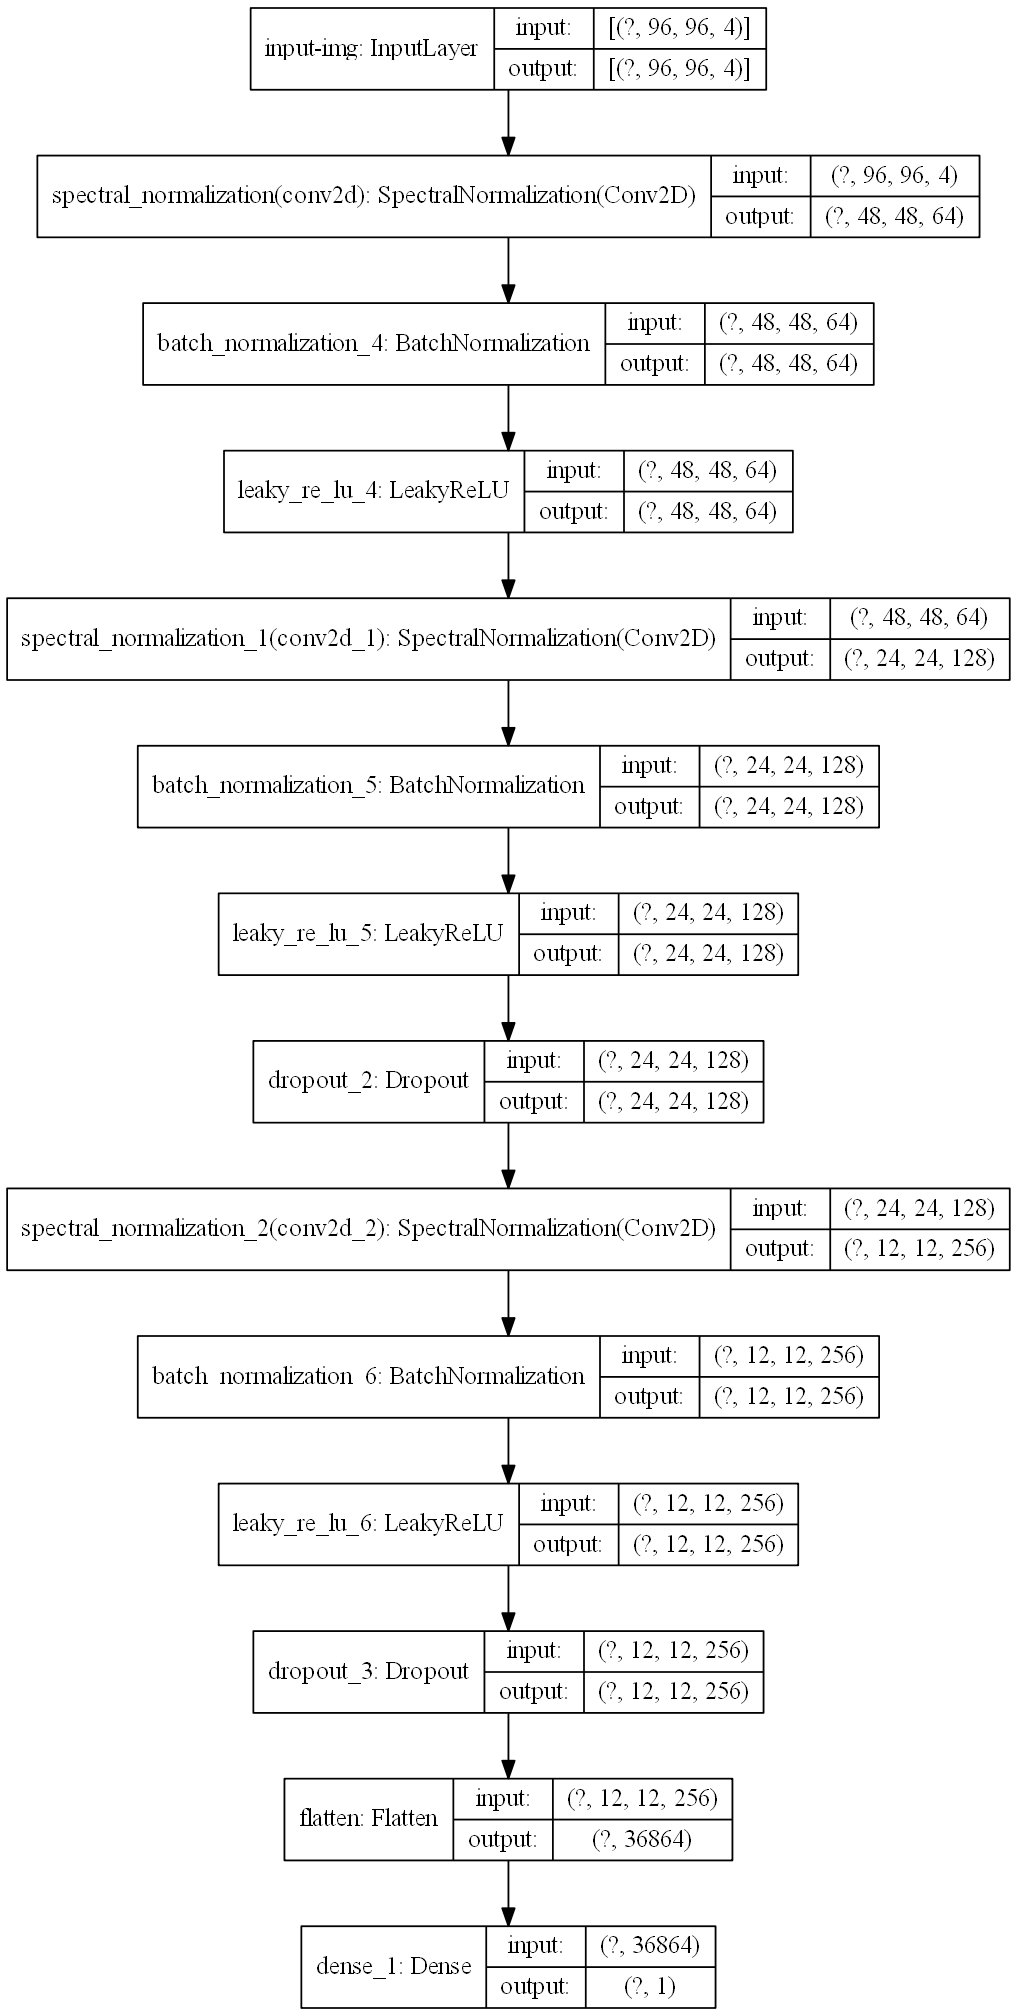 input-img: InputLayer
input: [(?, 96, 96, 4)]
output: [(?, 96, 96, 4)]
spectral_normalization(conv2d): SpectralNormalization(Conv2D)
input: (?, 96, 96, 4)
output: (?, 48, 48, 64)
batch_normalization_4: BatchNormalization
input: (?, 48, 48, 64)
output: (?, 48, 48, 64)
leaky_re_lu_4: LeakyReLU
input: (?, 48, 48, 64)
output: (?, 48, 48, 64)
spectral_normalization_1(conv2d_1): SpectralNormalization(Conv2D)
input: (?, 48, 48, 64)
output: (?, 24, 24, 128)
batch_normalization_5: BatchNormalization
input: (?, 24, 24, 128)
output: (?, 24, 24, 128)
leaky_re_lu_5: LeakyReLU
input: (?, 24, 24, 128)
output: (?, 24, 24, 128)
dropout_2: Dropout
input: (?, 24, 24, 128)
output: (?, 24, 24, 128)
spectral_normalization_2(conv2d_2): SpectralNormalization(Conv2D)
input: (?, 24, 24, 128)
output: (?, 12, 12, 256)
batch_normalization_6: BatchNormalization
input: (?, 12, 12, 256)
output: (?, 12, 12, 256)
leaky_re_lu_6: LeakyReLU
input: (?, 12, 12, 256)
output: (?, 12, 12, 256)
dropout_3: Dropout
input: (?, 12, 12, 256)
output: (?, 12, 12, 256)
flatten: Flatten
input: (?, 12, 12, 256)
output: (?, 36864)
dense_1: Dense
input: (?, 36864)
output: (?, 1)